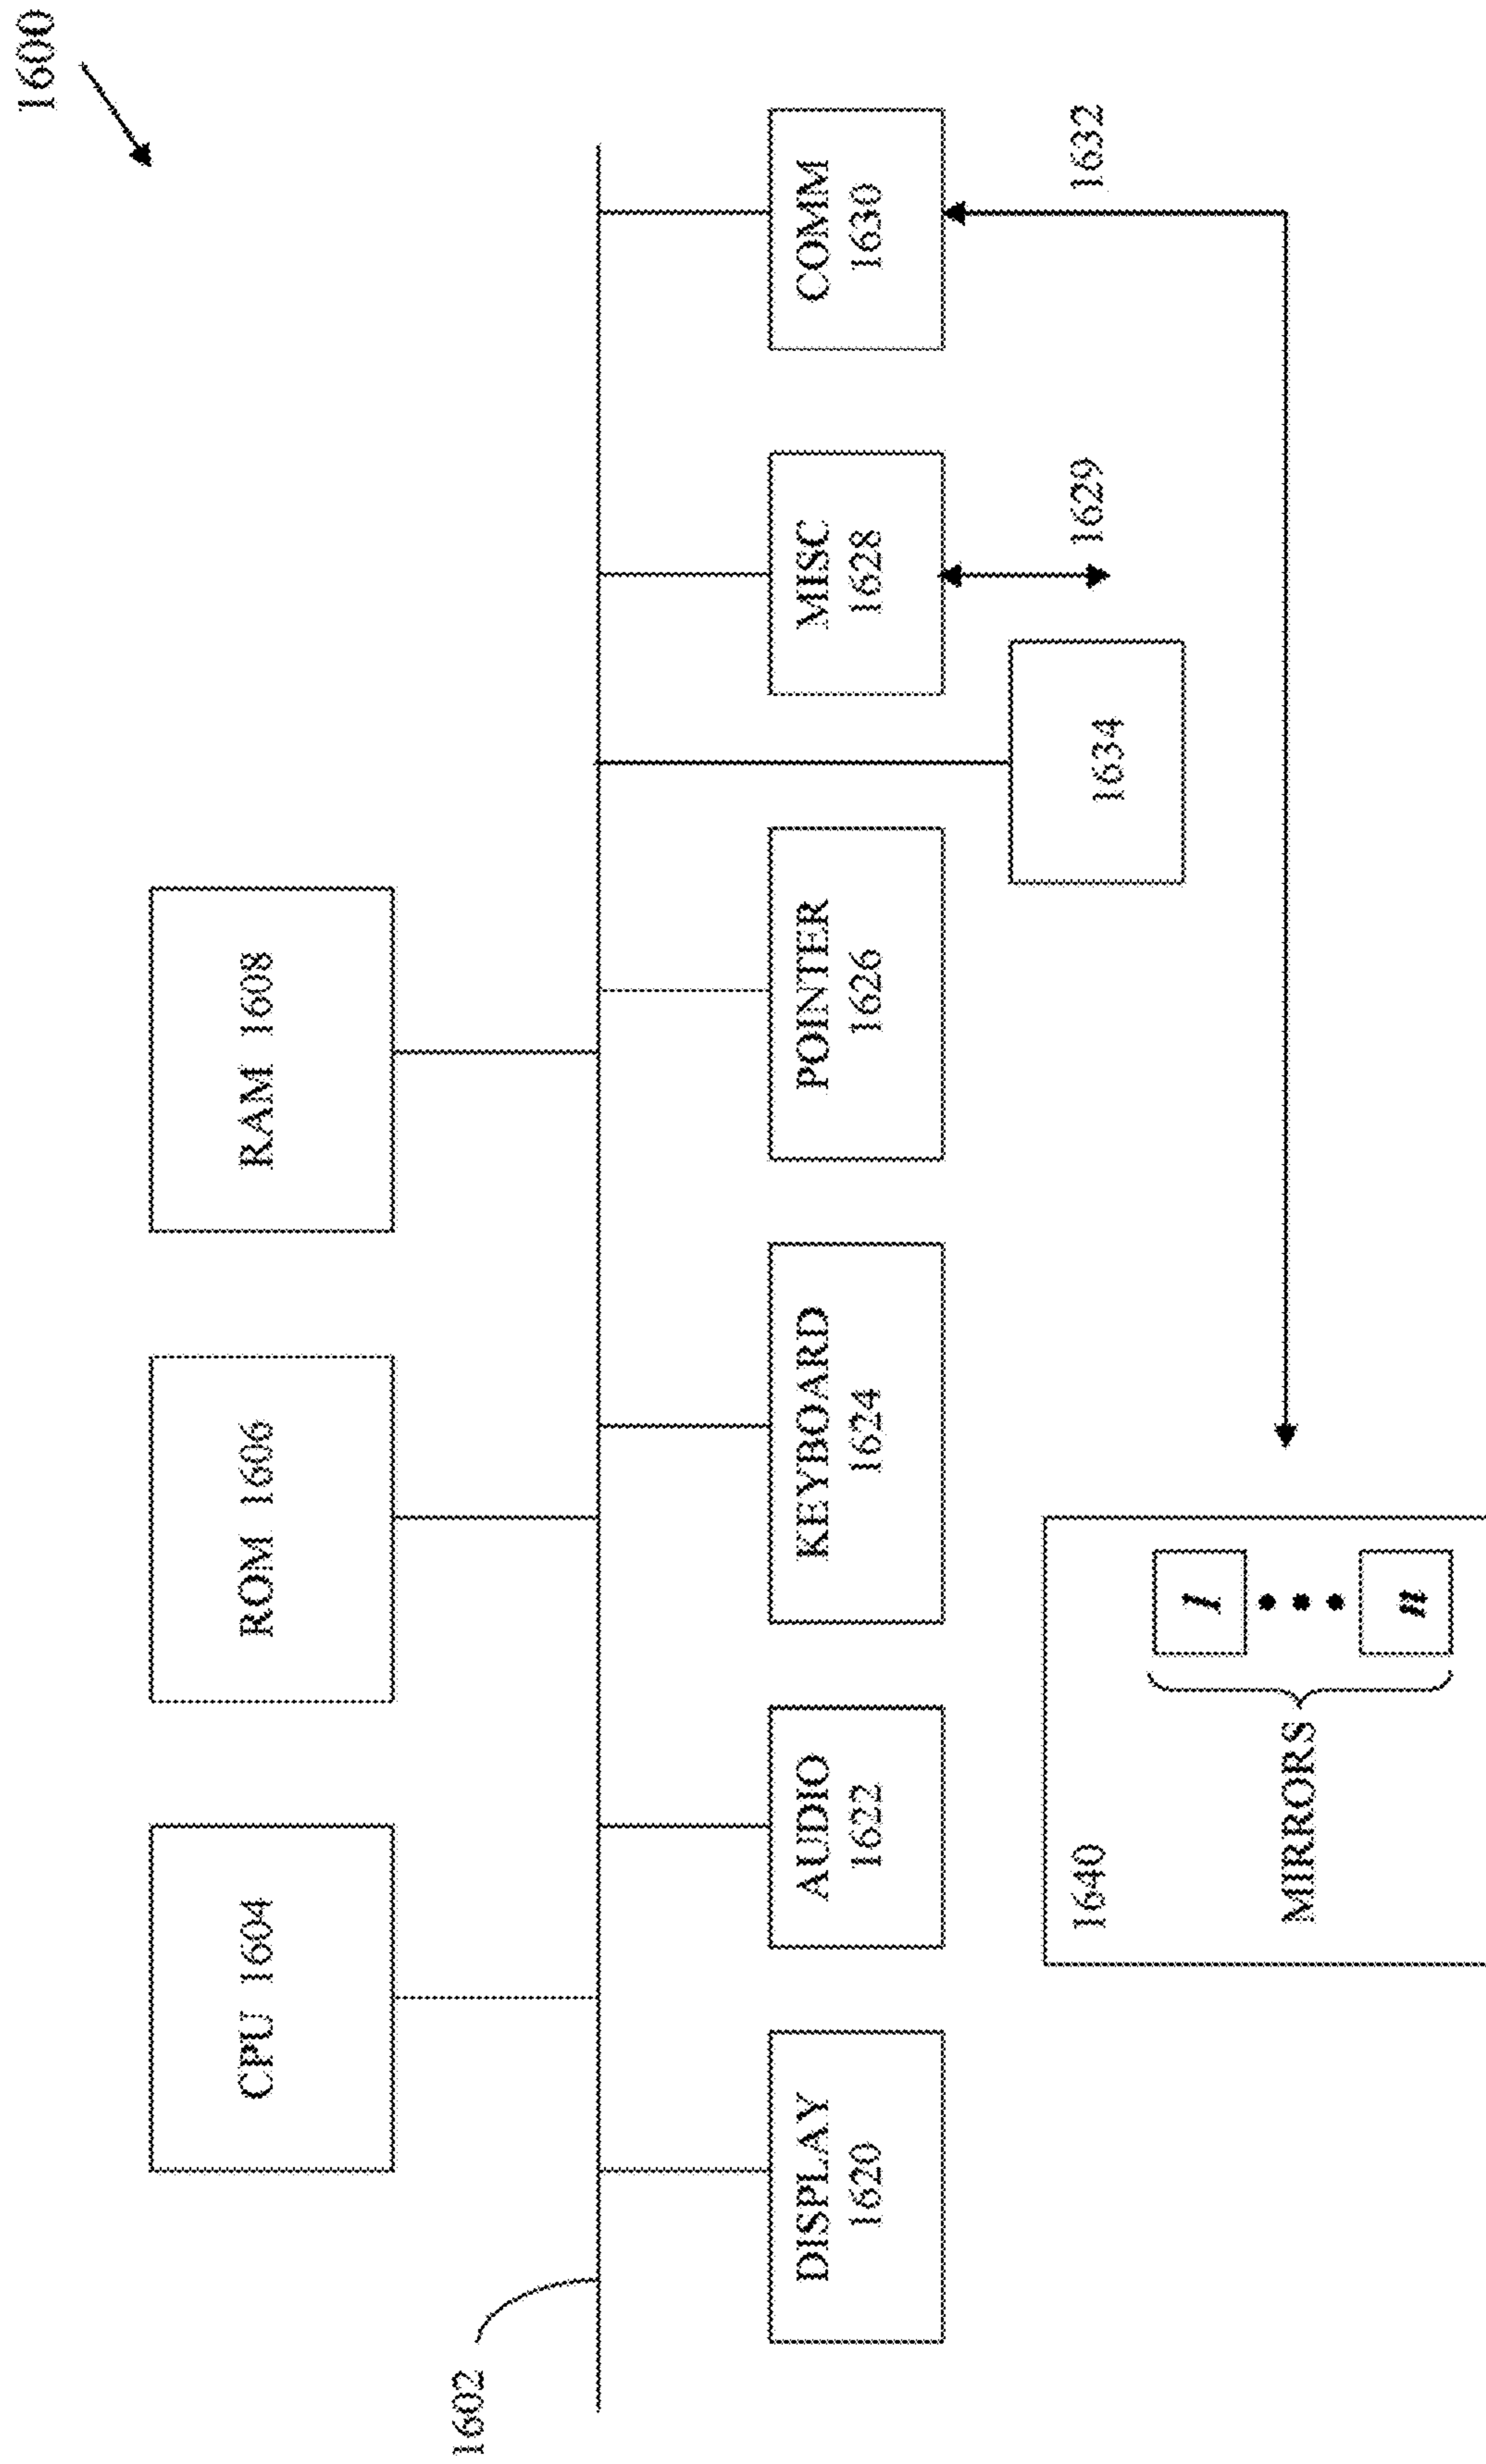 1600
CPU 1604
ROM 1606
RAM 1608
1602
DISPLAY
1620
AUDIO
1622
KEYBOARD
1624
POINTER
1626
MISC
1628
COMM
1630
1629
1632
1634
1640
MIRRORS
1
n